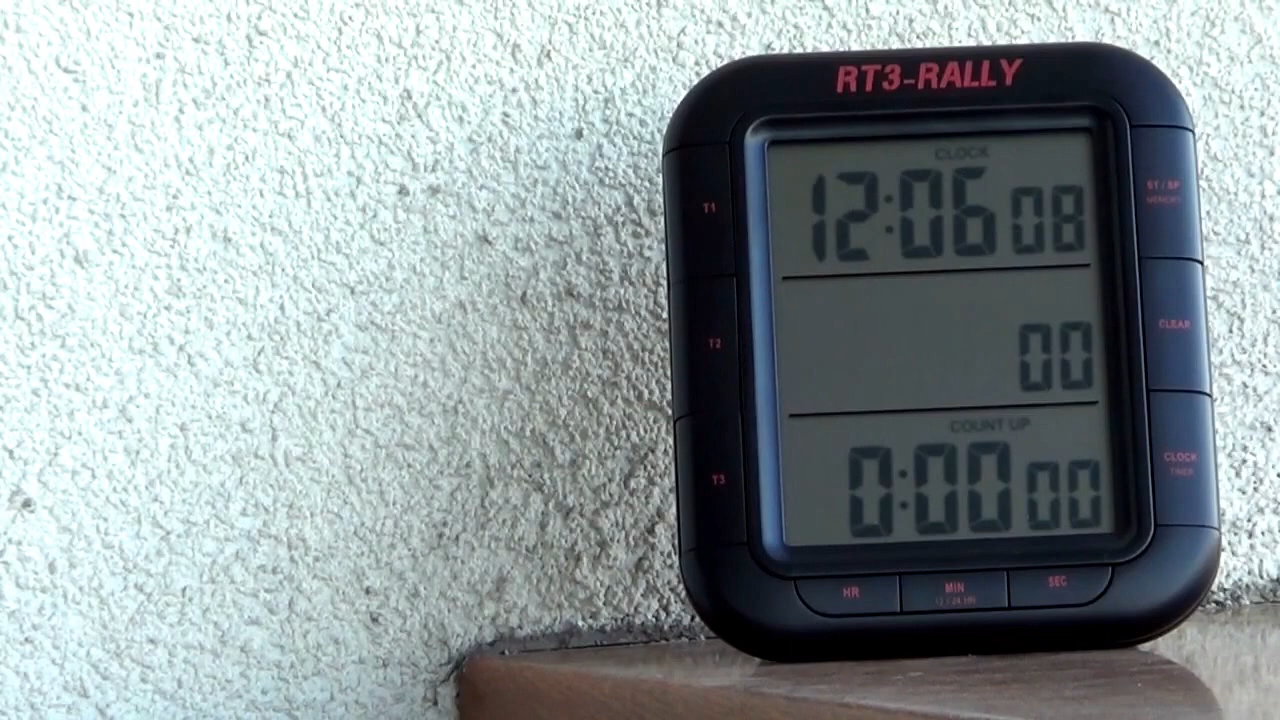 RT3-RALLY
CLOCK
12:06 08
T1
ST / SP
MEMORY
T2
00
CLEAR
COUNT UP
0:00 00
T3
CLOCK
TIMER
HR
MIN
12 / 24 HR
SEC